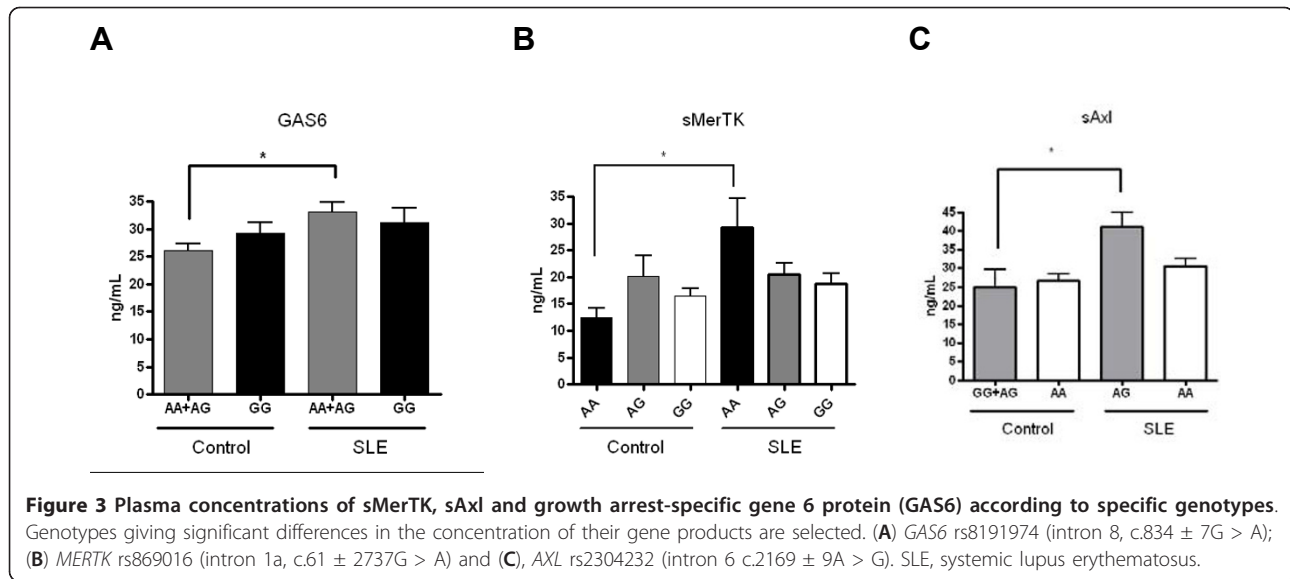 A
B
C
GAS6
sMerTK
sAxl
*
*
*
ng/mL
35
30
25
20
15
10
5
0
AA+AG
GG
AA+AG
GG
Control
SLE
ng/mL
35
30
25
20
15
10
5
0
AA
AG
GG
AA
AG
GG
Control
SLE
ng/mL
45
45
35
30
25
20
15
10
5
0
GG+AG
AA
AG
AA
Control
SLE
Figure 3 Plasma concentrations of sMerTK, sAxl and growth arrest-specific gene 6 protein (GAS6) according to specific genotypes.
Genotypes giving significant differences in the concentration of their gene products are selected. (A) GAS6 rs8191974 (intron 8, c.834 ± 7G > A);
(B) MERTK rs869016 (intron 1a, c.61 ± 2737G > A) and (C), AXL rs2304232 (intron 6 c.2169 ± 9A > G). SLE, systemic lupus erythematosus.